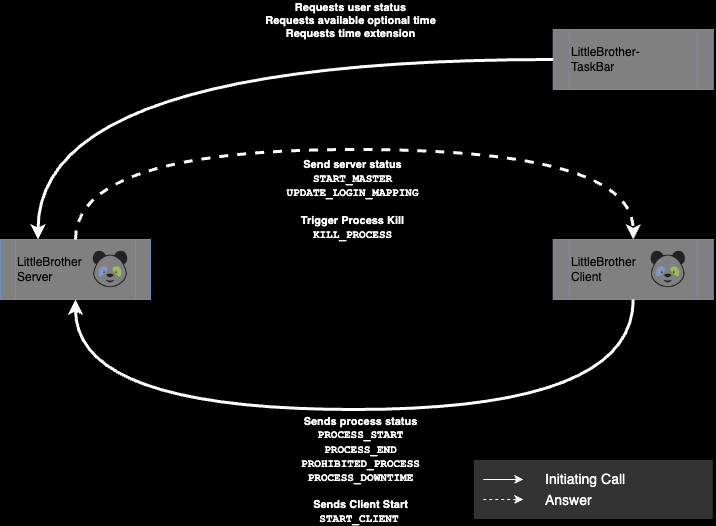 Requests user status
Requests available optional time
Requests time extension
LittleBrother-
TaskBar
Send server status
START_MASTER
UPDATE_LOGIN_MAPPING
Trigger Process Kill
KILL_PROCESS
LittleBrother
Server
LittleBrother
Client
Sends process status
PROCESS_START
PROCESS_END
PROHIBITED_PROCESS
PROCESS_DOWNTIME
Sends Client Start
START_CLIENT
Initiating Call
Answer